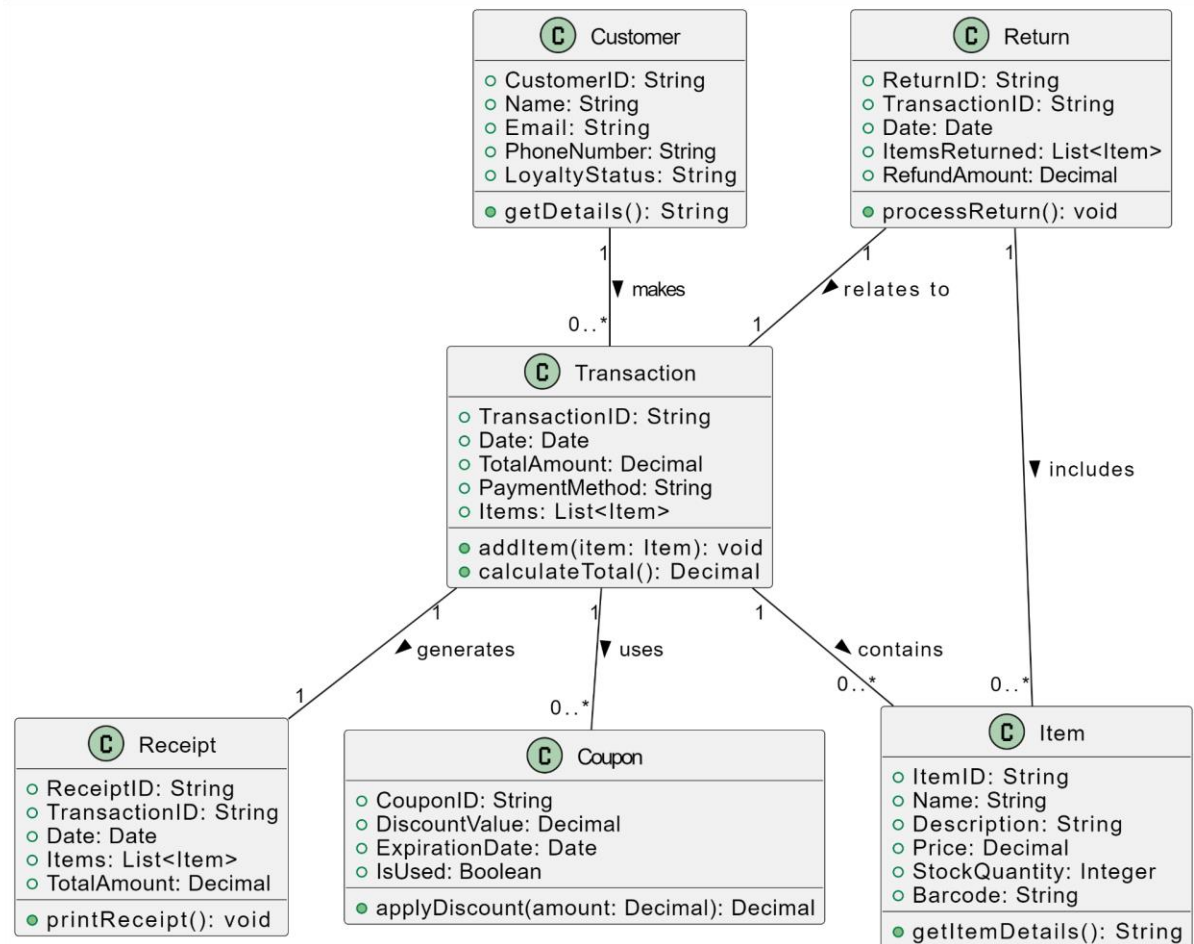 C Customer
CustomerID: String
Name: String
Email: String
PhoneNumber: String
LoyaltyStatus: String
getDetails(): String
C Return
ReturnID: String
TransactionID: String
Date: Date
ItemsReturned: List<Item>
RefundAmount: Decimal
processReturn(): void
1
makes
0..*
1
relates to
1
1
includes
0..*
C Transaction
TransactionID: String
Date: Date
TotalAmount: Decimal
PaymentMethod: String
Items: List<Item>
addItem(item: Item): void
calculateTotal(): Decimal
1
generates
1
1
uses
0..*
1
contains
0..*
C Receipt
ReceiptID: String
TransactionID: String
Date: Date
Items: List<Item>
TotalAmount: Decimal
printReceipt(): void
C Coupon
CouponID: String
DiscountValue: Decimal
ExpirationDate: Date
IsUsed: Boolean
applyDiscount(amount: Decimal): Decimal
C Item
ItemID: String
Name: String
Description: String
Price: Decimal
StockQuantity: Integer
Barcode: String
getItemDetails(): String